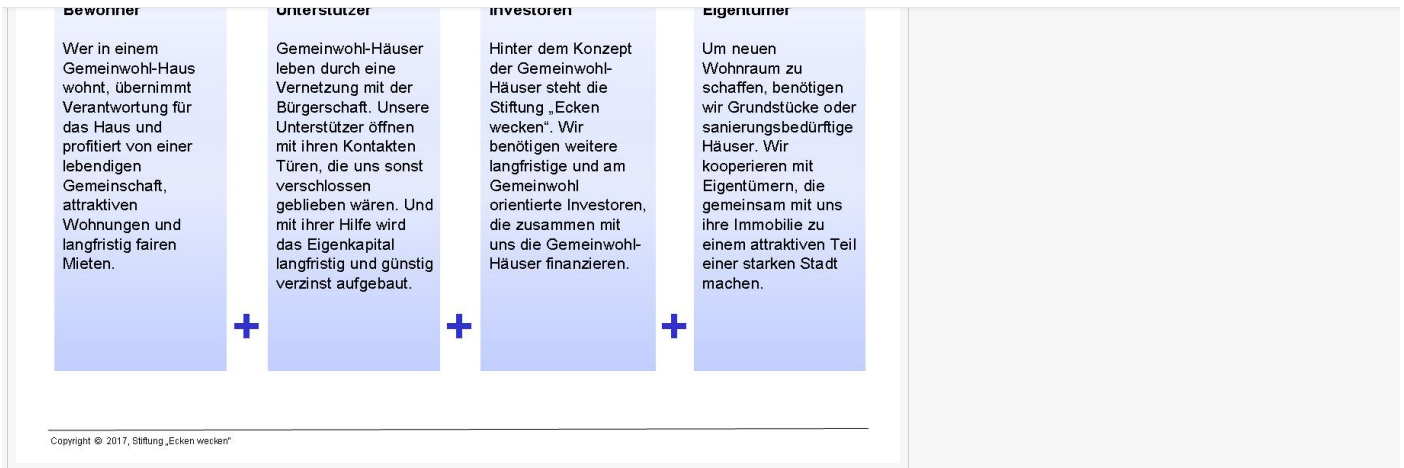 Bewohner
Wer in einem
Gemeinwohl-Haus
wohnt, übernimmt
Verantwortung für
das Haus und
profitiert von einer
lebendigen
Gemeinschaft,
attraktiven
Wohnungen und
langfristig fairen
Mieten.
+
Unterstützer
Gemeinwohl-Häuser
leben durch eine
Vernetzung mit der
Bürgerschaft. Unsere
Unterstützer öffnen
mit ihren Kontakten
Türen, die uns sonst
verschlossen
geblieben wären. Und
mit ihrer Hilfe wird
das Eigenkapital
langfristig und günstig
verzinst aufgebaut.
+
Investoren
Hinter dem Konzept
der Gemeinwohl-
Häuser steht die
Stiftung „Ecken
wecken“. Wir
benötigen weitere
langfristige und am
Gemeinwohl
orientierte Investoren,
die zusammen mit
uns die Gemeinwohl-
Häuser finanzieren.
+
Eigentümer
Um neuen
Wohnraum zu
schaffen, benötigen
wir Grundstücke oder
sanierungsbedürftige
Häuser. Wir
kooperieren mit
Eigentümern, die
gemeinsam mit uns
ihre Immobilie zu
einem attraktiven Teil
einer starken Stadt
machen.
Copyright © 2017, Stiftung „Ecken wecken“